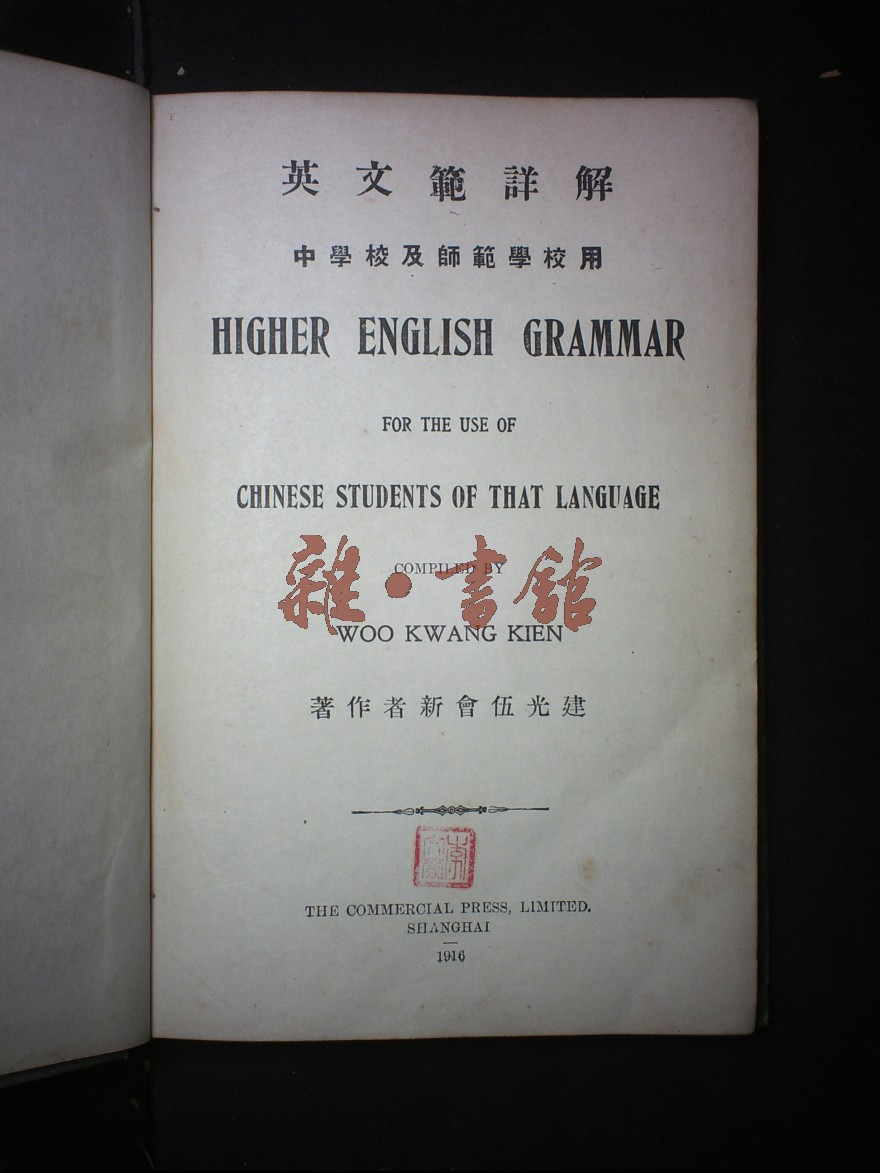 英文範詳解
中學校及師範學校用
HIGHER ENGLISH GRAMMAR
FOR THE USE OF
CHINESE STUDENTS OF THAT LANGUAGE
COMPILED BY
雜·書館
WOO KWANG KIEN
著作者新會伍光建
THE COMMERCIAL PRESS, LIMITED.
SHANGHAI
1916